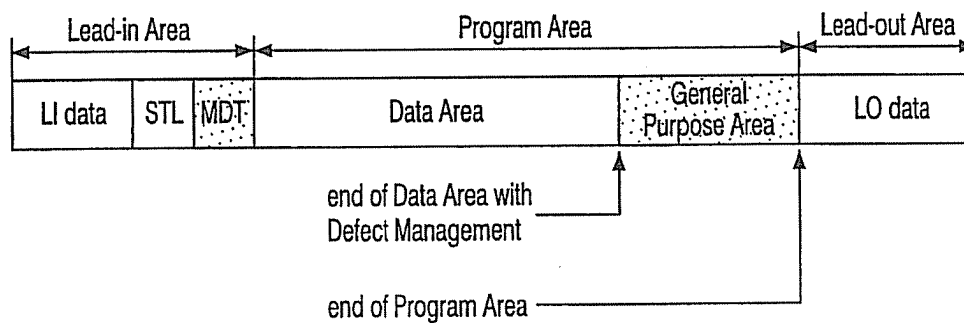 Lead-in Area
Program Area
Lead-out Area
LI data
STL
MDT
Data Area
General
Purpose Area
LO data
end of Data Area with
Defect Management
end of Program Area